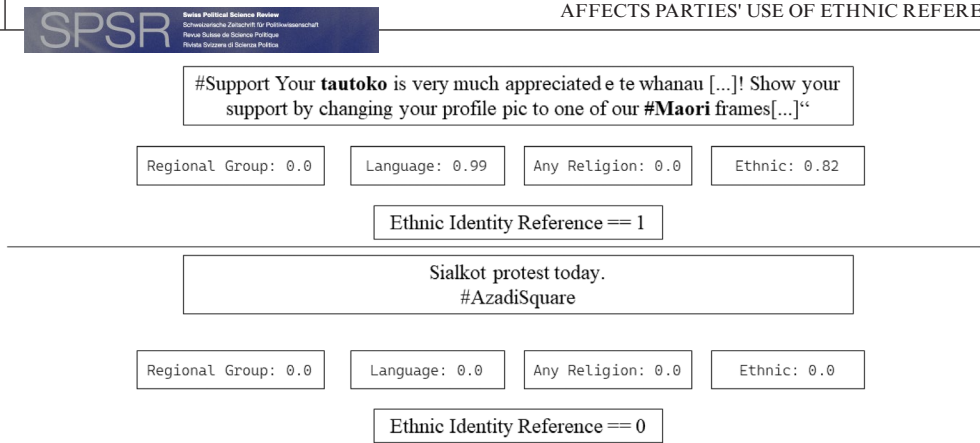 AFFECTS PARTIES' USE OF ETHNIC
SPSR
Swiss Political Science Review
Schweizerische Zeitschrift für Politikwissenschaft
Revue Suisse de Science Politique
Rivista Svizzera di Scienza Politica
#Support Your tautoko is very much appreciated e te whanau [...]! Show your
support by changing your profile pic to one of our #Maori frames[...]“
Regional Group: 0.0
Language: 0.99
Any Religion: 0.0
Ethnic: 0.82
Ethnic Identity Reference == 1
Sialkot protest today.
#AzadiSquare
Regional Group: 0.0
Language: 0.0
Any Religion: 0.0
Ethnic: 0.0
Ethnic Identity Reference == 0